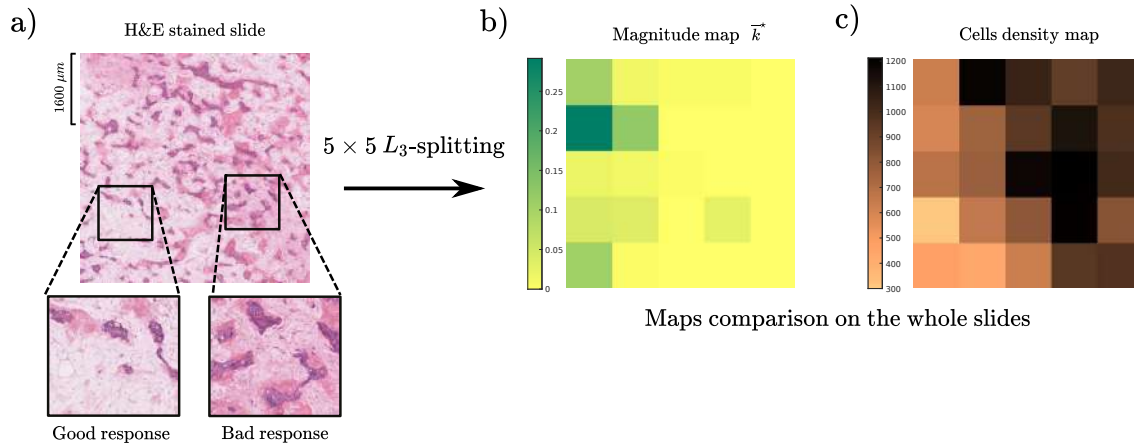 a)
H&E stained slide
1600 μm
Good response
Bad response
5 × 5 L₃-splitting
b)
Magnitude map k̅*
0.25
0.2
0.15
0.1
0.05
0
c)
Cells density map
1200
1100
1000
900
800
700
600
500
400
300
Maps comparison on the whole slides